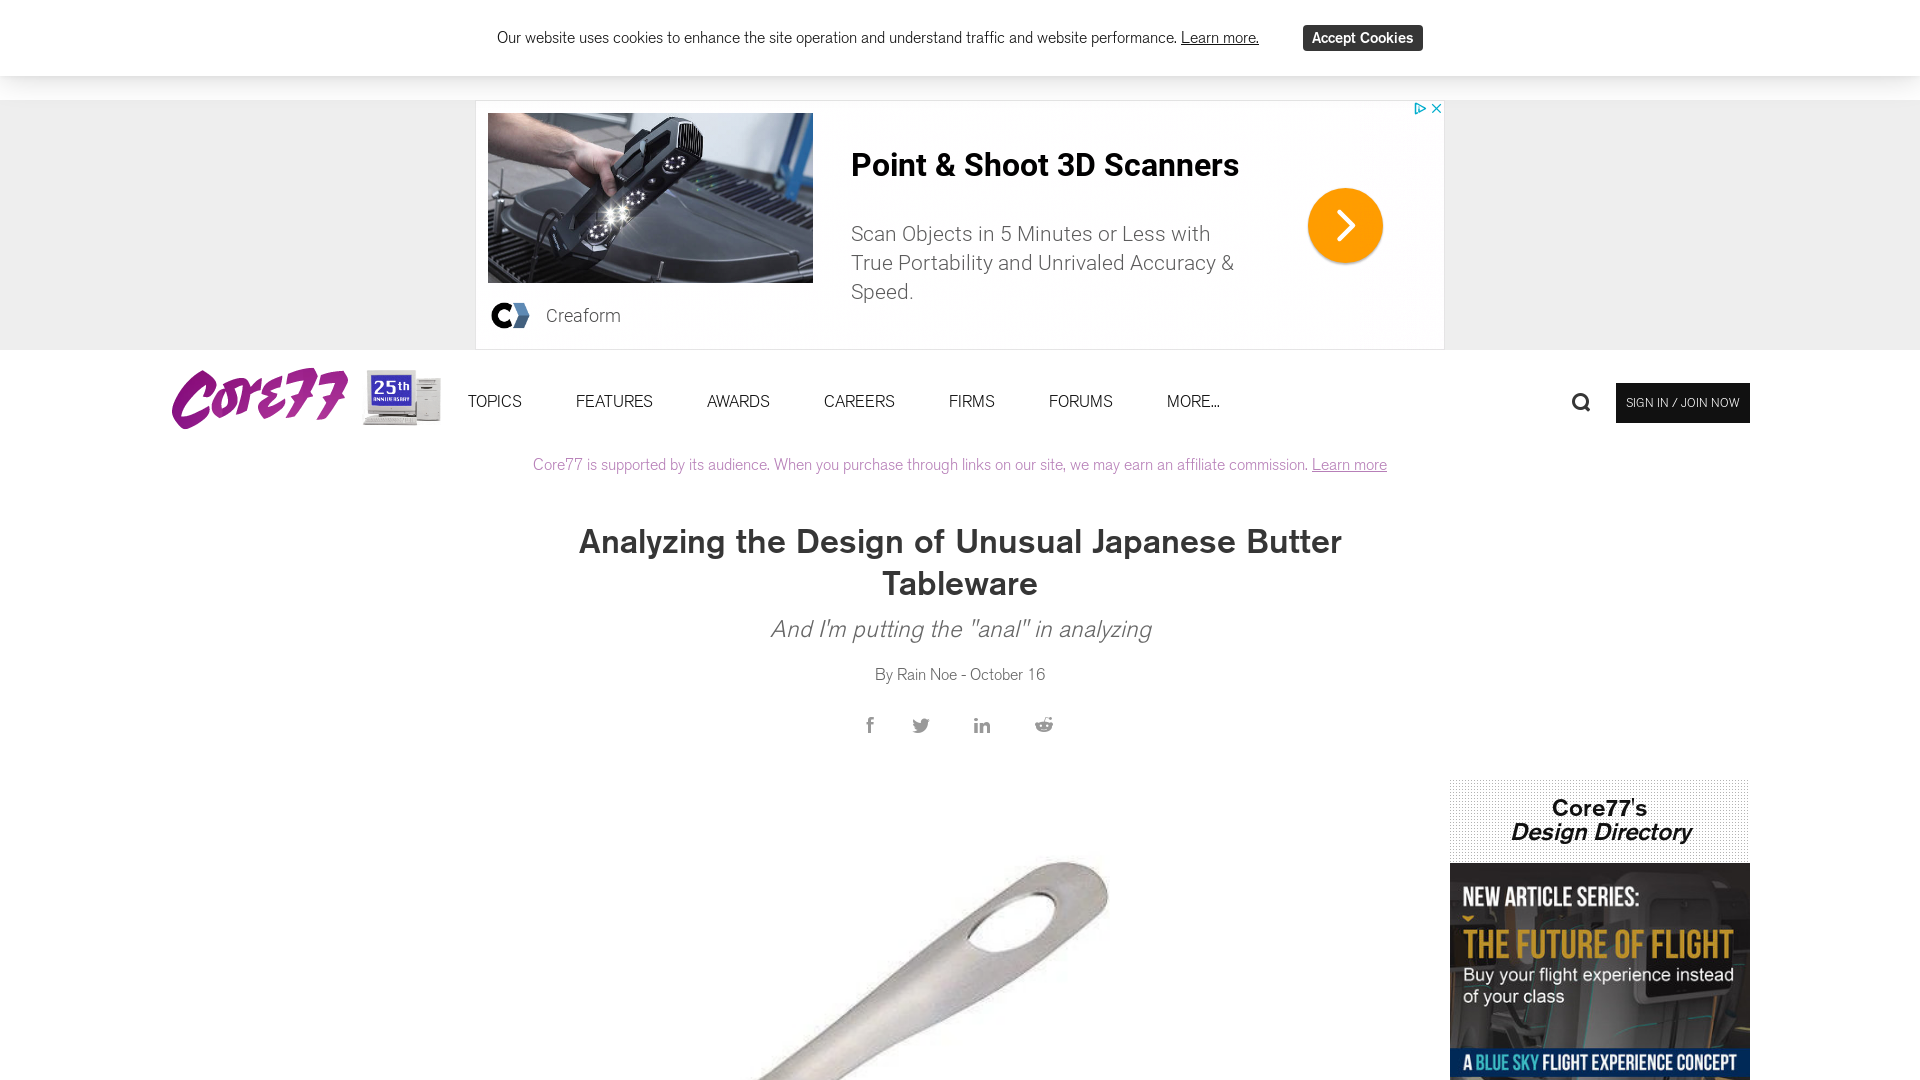 Our website uses cookies to enhance the site operation and understand traffic and website performance. Learn more.
Accept Cookies
Point & Shoot 3D Scanners
Scan Objects in 5 Minutes or Less with
True Portability and Unrivaled Accuracy &
Speed.
Creaform
Core77
25th
ANNIVERSARY
TOPICS
FEATURES
AWARDS
CAREERS
FIRMS
FORUMS
MORE...
SIGN IN / JOIN NOW
Core77 is supported by its audience. When you purchase through links on our site, we may earn an affiliate commission. Learn more
Analyzing the Design of Unusual Japanese Butter
Tableware
And I'm putting the "anal" in analyzing
By Rain Noe - October 16
Core77's
Design Directory
NEW ARTICLE SERIES:
THE FUTURE OF FLIGHT
Buy your flight experience instead
of your class
A BLUE SKY FLIGHT EXPERIENCE CONCEPT